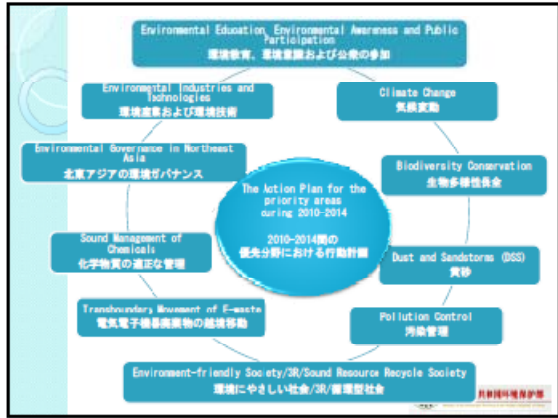 Environmental Education, Environmental Awareness and Public
Participation
環境教育、環境意識および公衆の参加
Climate Change
気候変動
Biodiversity Conservation
生物多様性保全
Dust and Sandstorms (DSS)
黄砂
Pollution Control
汚染管理
Environment-friendly Society/3R/Sound Resource Recycle Society
環境にやさしい社会/3R/循環型社会
Transboundary Movement of E-waste
電気電子機器廃棄物の越境移動
Sound Management of
Chemicals
化学物質の適正な管理
Environmental Governance in Northeast
Asia
北東アジアの環境ガバナンス
Environmental Industries and
Technologies
環境産業および環境技術
The Action Plan for the
priority areas
during 2010-2014
2010-2014間の
優先分野における行動計画
共和国环境保护部